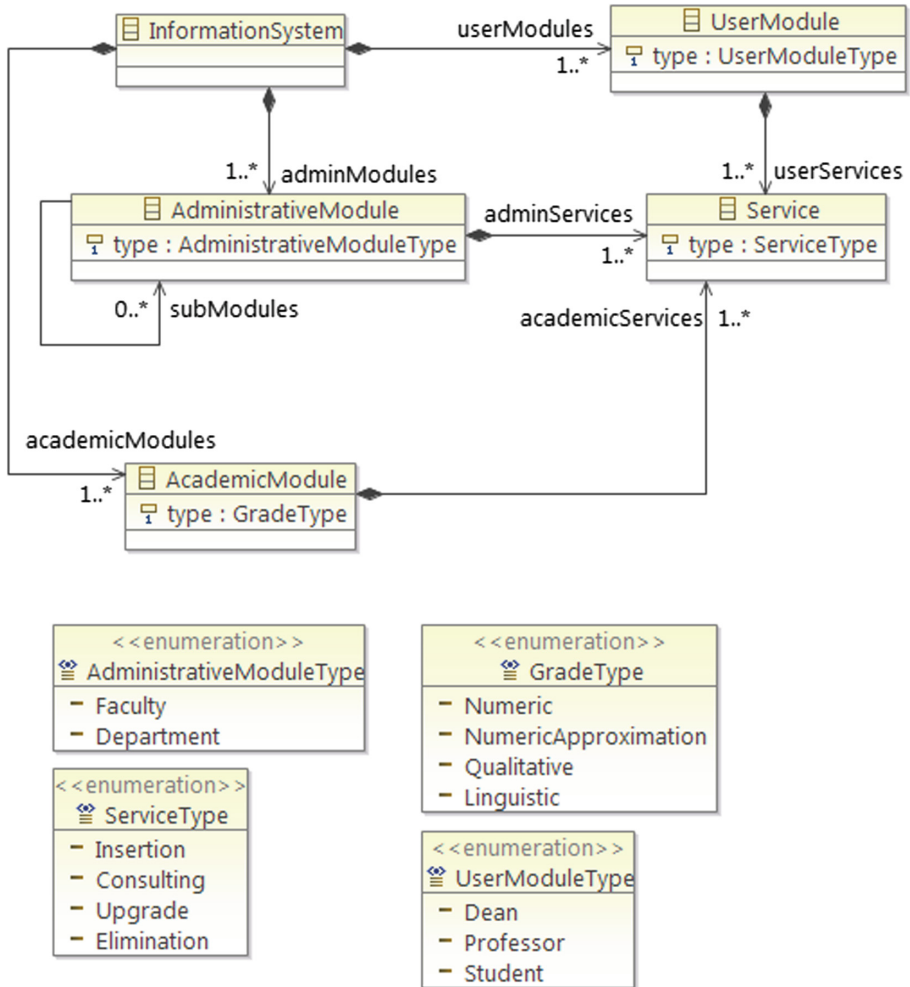 InformationSystem
userModules
1..*
UserModule
type : UserModuleType
1..*
adminModules
1..*
userServices
AdministrativeModule
type : AdministrativeModuleType
adminServices
1..*
Service
type : ServiceType
0..*
subModules
academicServices
1..*
academicModules
1..*
AcademicModule
type : GradeType
<<enumeration>>
AdministrativeModuleType
Faculty
Department
<<enumeration>>
GradeType
Numeric
NumericApproximation
Qualitative
Linguistic
<<enumeration>>
ServiceType
Insertion
Consulting
Upgrade
Elimination
<<enumeration>>
UserModuleType
Dean
Professor
Student